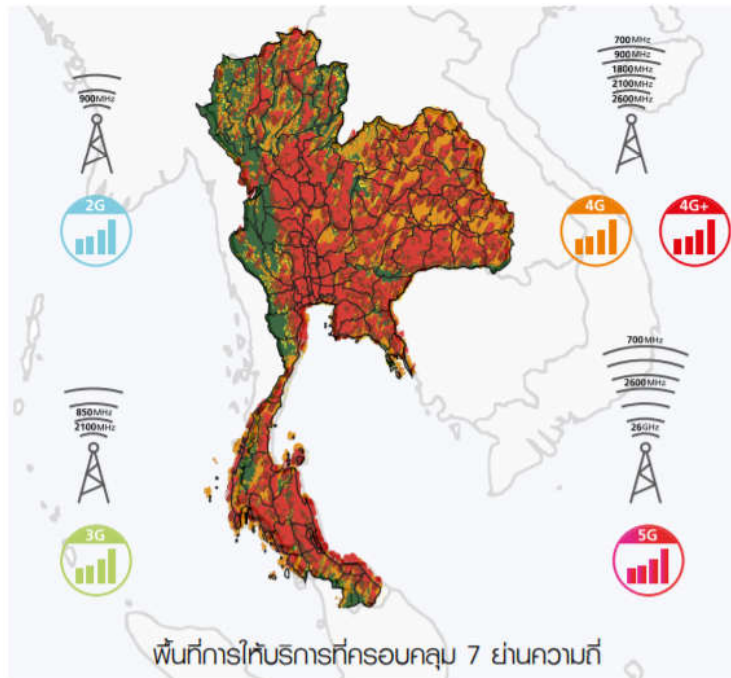 900MHz
2G
700MHz
900MHz
1800MHz
2100MHz
2600MHz
4G
4G+
850MHz
2100MHz
3G
700MHz
2600MHz
26GHz
5G
พื้นที่การให้บริการที่ครอบคลุม 7 ย่านความถี่